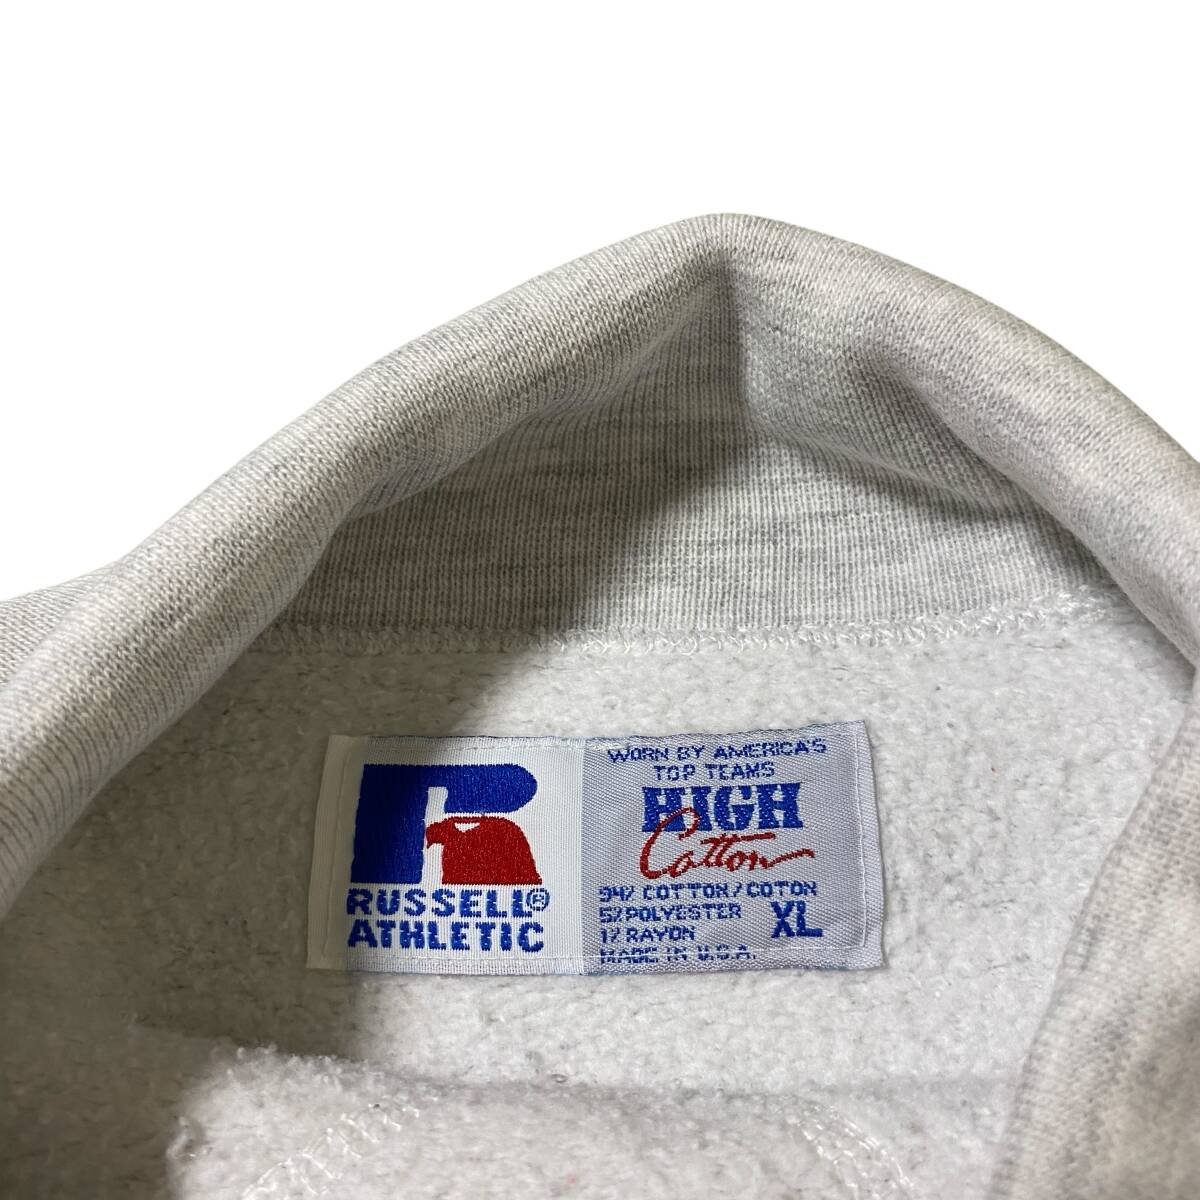 RUSSELL®
ATHLETIC
WORN BY AMERICA'S
TOP TEAMS
HIGH
Cotton
94% COTTON/COTON
5% POLYESTER
1% RAYON
XL
MADE IN U.S.A.